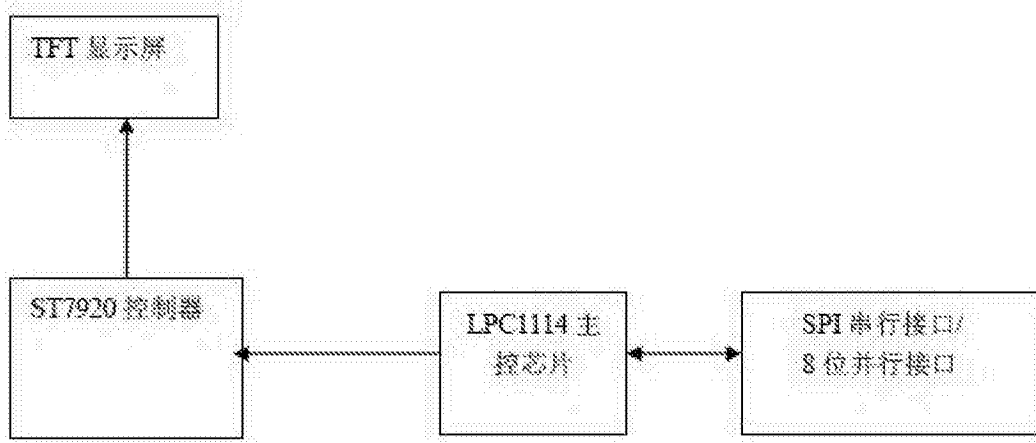 TFT 显示屏
ST7920 控制器
LPC1114 主
控芯片
SPI 串行接口/
8 位并行接口